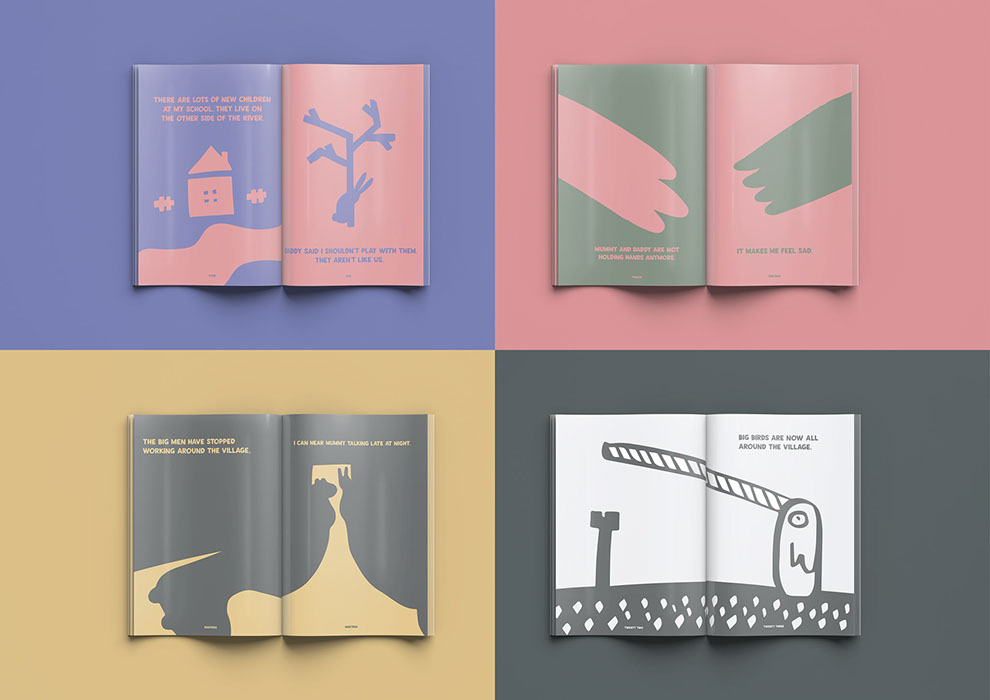 THERE ARE LOTS OF NEW CHILDREN
AT MY SCHOOL. THEY LIVE ON
THE OTHER SIDE OF THE RIVER.
DADDY SAID I SHOULDN'T PLAY WITH THEM.
THEY AREN'T LIKE US.
MUMMY AND DADDY ARE NOT
HOLDING HANDS ANYMORE.
IT MAKES ME FEEL SAD.
THE BIG MEN HAVE STOPPED
WORKING AROUND THE VILLAGE.
I CAN HEAR MUMMY TALKING LATE AT NIGHT.
BIG BIRDS ARE NOW ALL
AROUND THE VILLAGE.
TWENTY TWO
TWENTY THREE